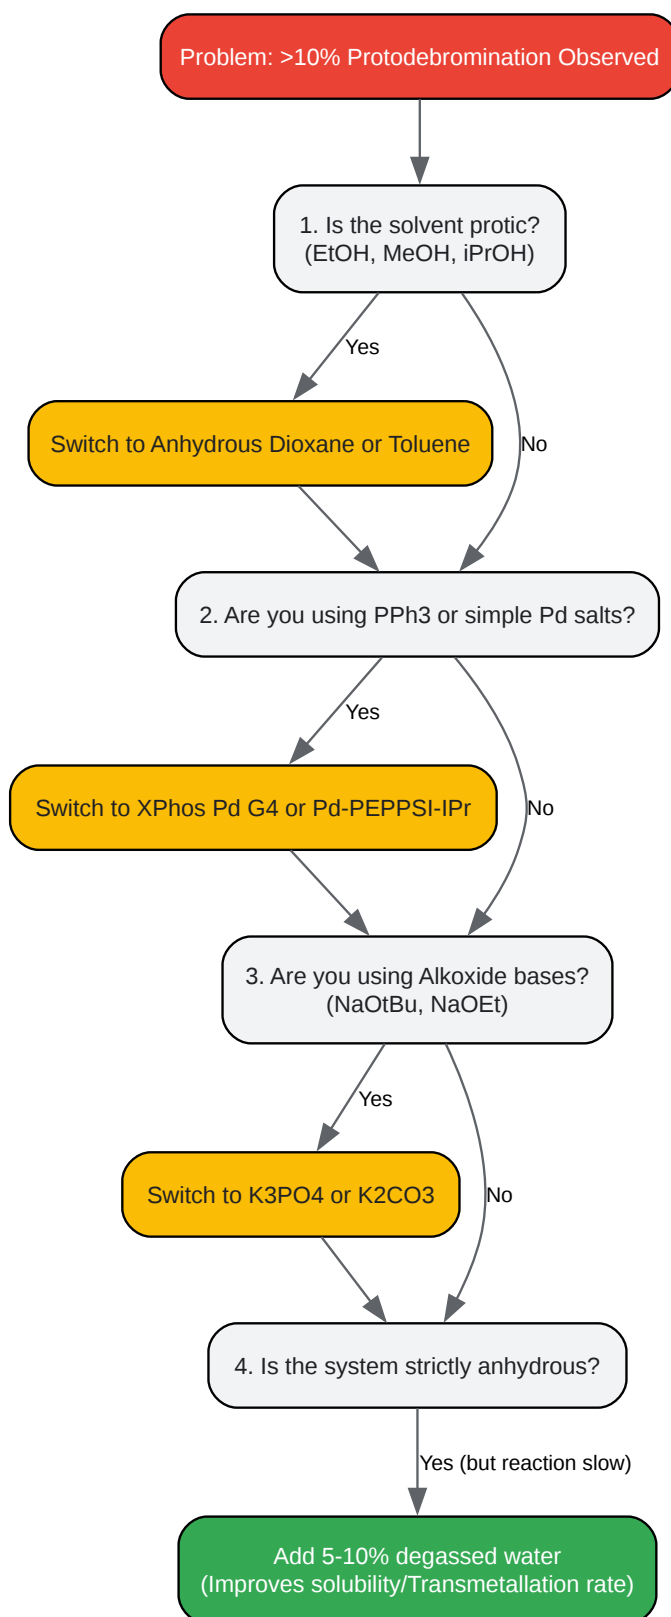 Problem: >10% Protodebromination Observed
1. Is the solvent protic?
(EtOH, MeOH, iPrOH)
Yes
Switch to Anhydrous Dioxane or Toluene
No
2. Are you using PPh3 or simple Pd salts?
Yes
Switch to XPhos Pd G4 or Pd-PEPPSI-IPr
No
3. Are you using Alkoxide bases?
(NaOtBu, NaOEt)
Yes
Switch to K3PO4 or K2CO3
No
4. Is the system strictly anhydrous?
Yes (but reaction slow)
Add 5-10% degassed water
(Improves solubility/Transmetallation rate)